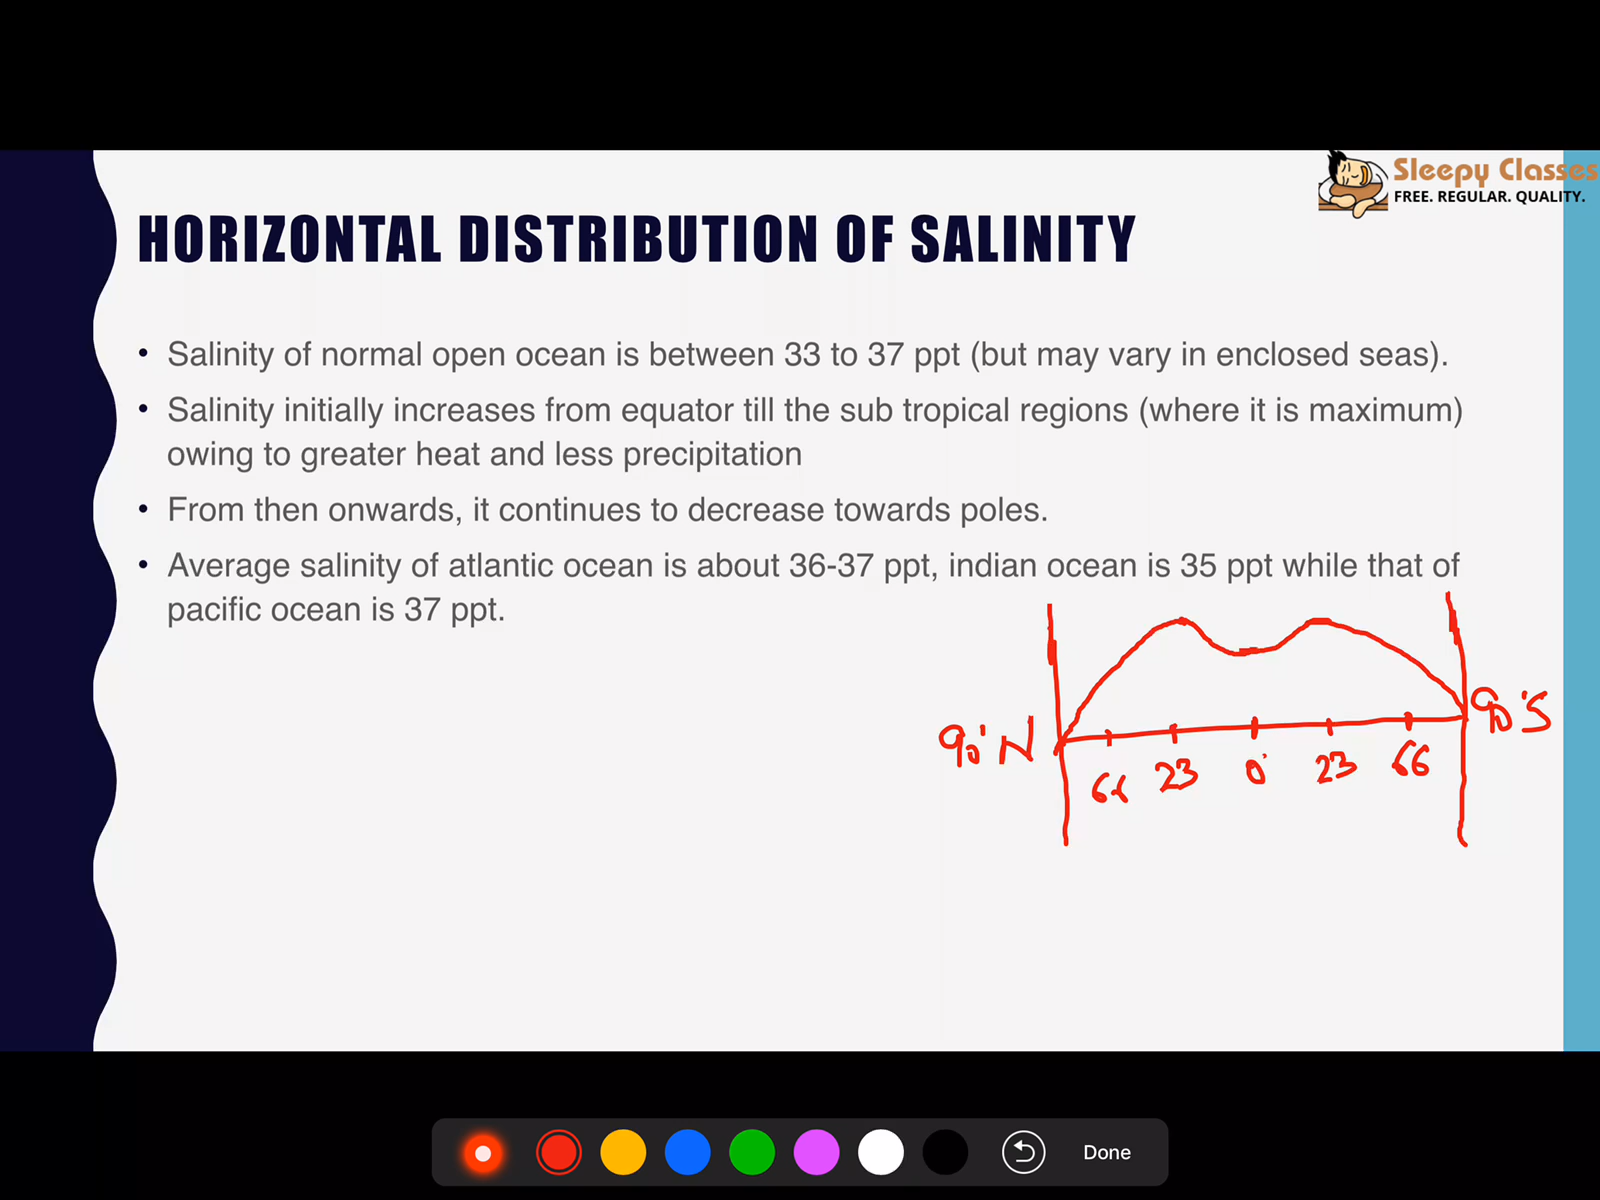 Sleepy Classes
FREE. REGULAR. QUALITY.
HORIZONTAL DISTRIBUTION OF SALINITY
• Salinity of normal open ocean is between 33 to 37 ppt (but may vary in enclosed seas).
• Salinity initially increases from equator till the sub tropical regions (where it is maximum)
owing to greater heat and less precipitation
• From then onwards, it continues to decrease towards poles.
• Average salinity of atlantic ocean is about 36-37 ppt, indian ocean is 35 ppt while that of
pacific ocean is 37 ppt.
90°N 90°S
66 23 0° 23 66
Done